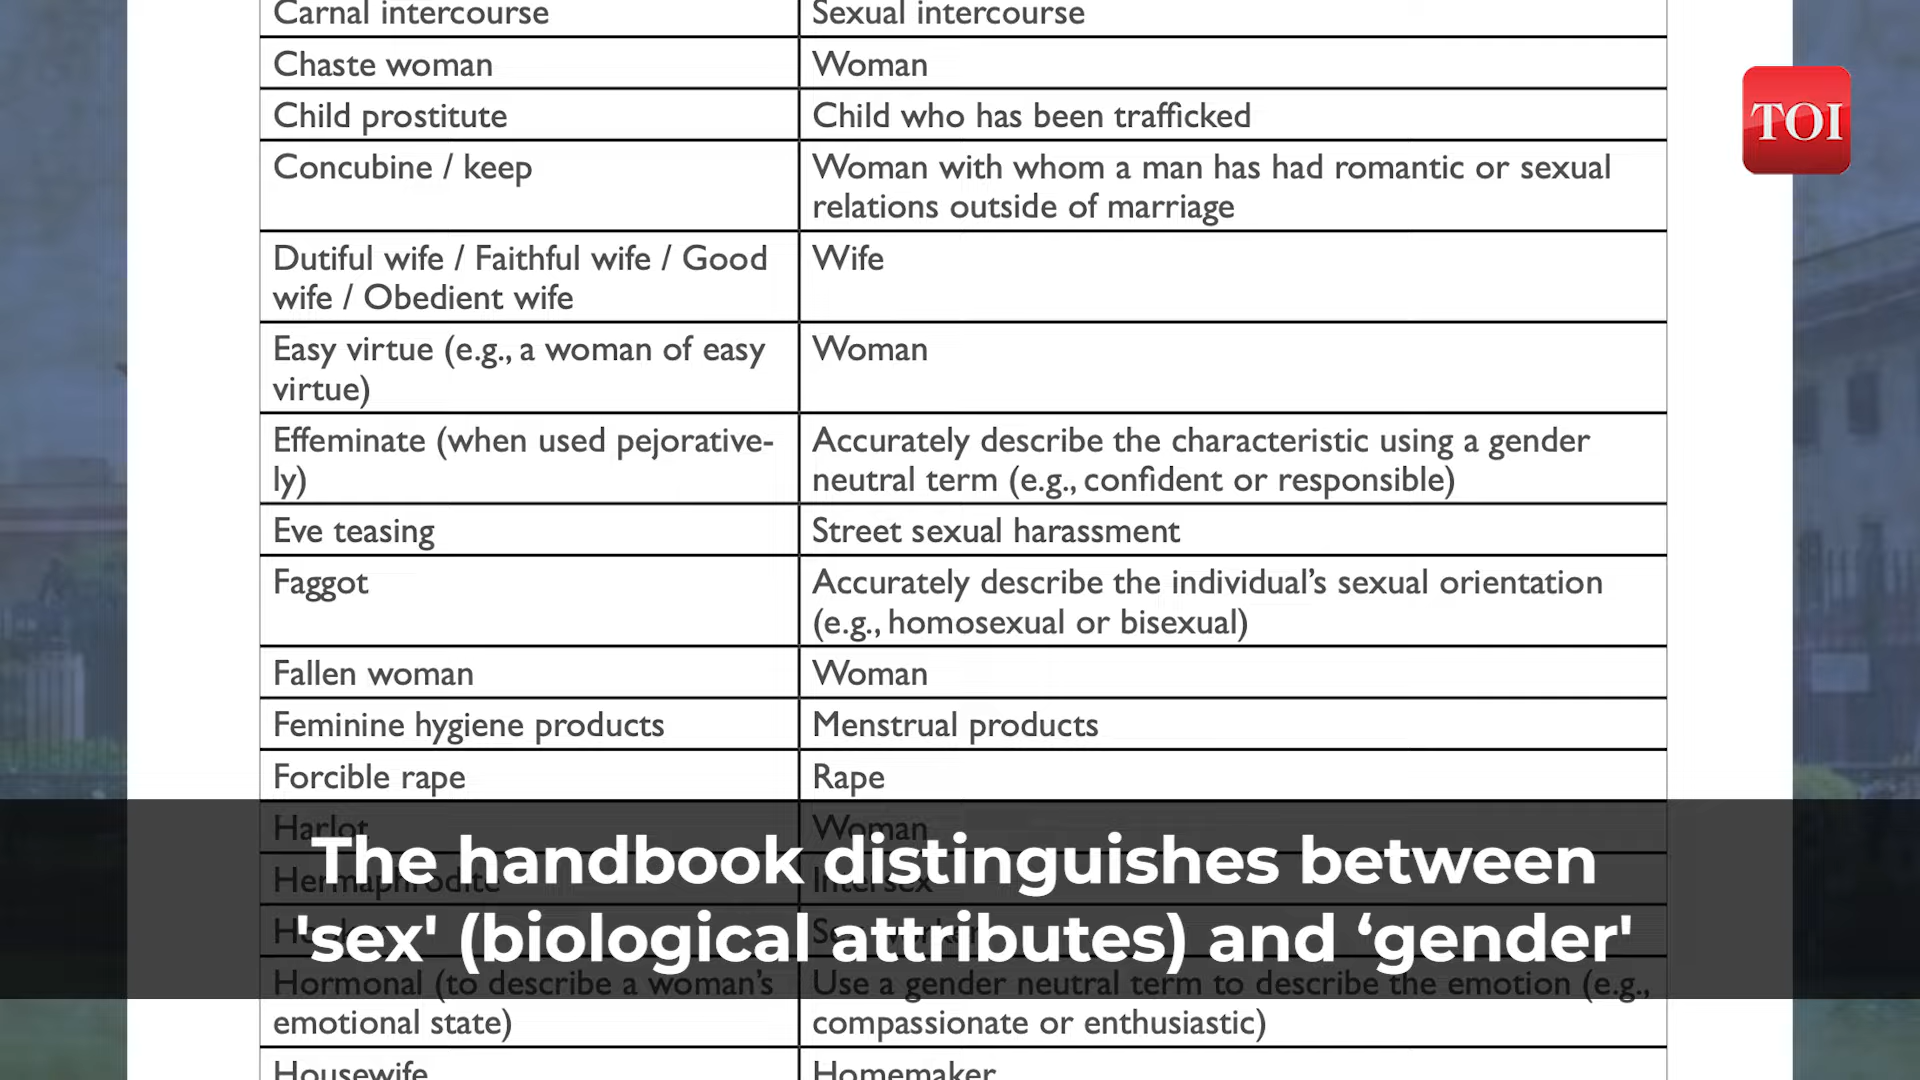 Carnal intercourse
Sexual intercourse
Chaste woman
Woman
Child prostitute
Child who has been trafficked
Concubine / keep
Woman with whom a man has had romantic or sexual
relations outside of marriage
Dutiful wife / Faithful wife / Good
wife / Obedient wife
Wife
Easy virtue (e.g., a woman of easy
virtue)
Woman
Effeminate (when used pejorative-
ly)
Accurately describe the characteristic using a gender
neutral term (e.g., confident or responsible)
Eve teasing
Street sexual harassment
Faggot
Accurately describe the individual’s sexual orientation
(e.g., homosexual or bisexual)
Fallen woman
Woman
Feminine hygiene products
Menstrual products
Forcible rape
Rape
Harlot
Woman
Hermaphrodite
Intersex
Hormonal (to describe a woman’s
emotional state)
Use a gender neutral term to describe the emotion (e.g.,
compassionate or enthusiastic)
Housewife
Homemaker
The handbook distinguishes between
'sex' (biological attributes) and ‘gender'
TOI